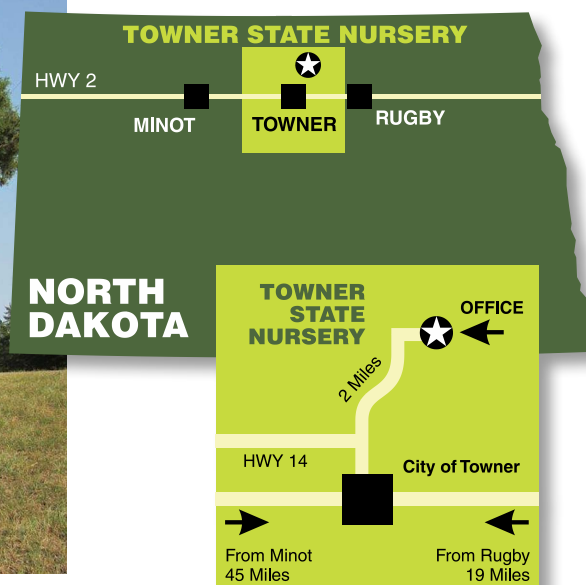 TOWNER STATE NURSERY
HWY 2
MINOT
TOWNER
RUGBY
NORTH
DAKOTA
TOWNER
STATE
NURSERY
OFFICE
2 Miles
HWY 14
City of Towner
From Minot
45 Miles
From Rugby
19 Miles